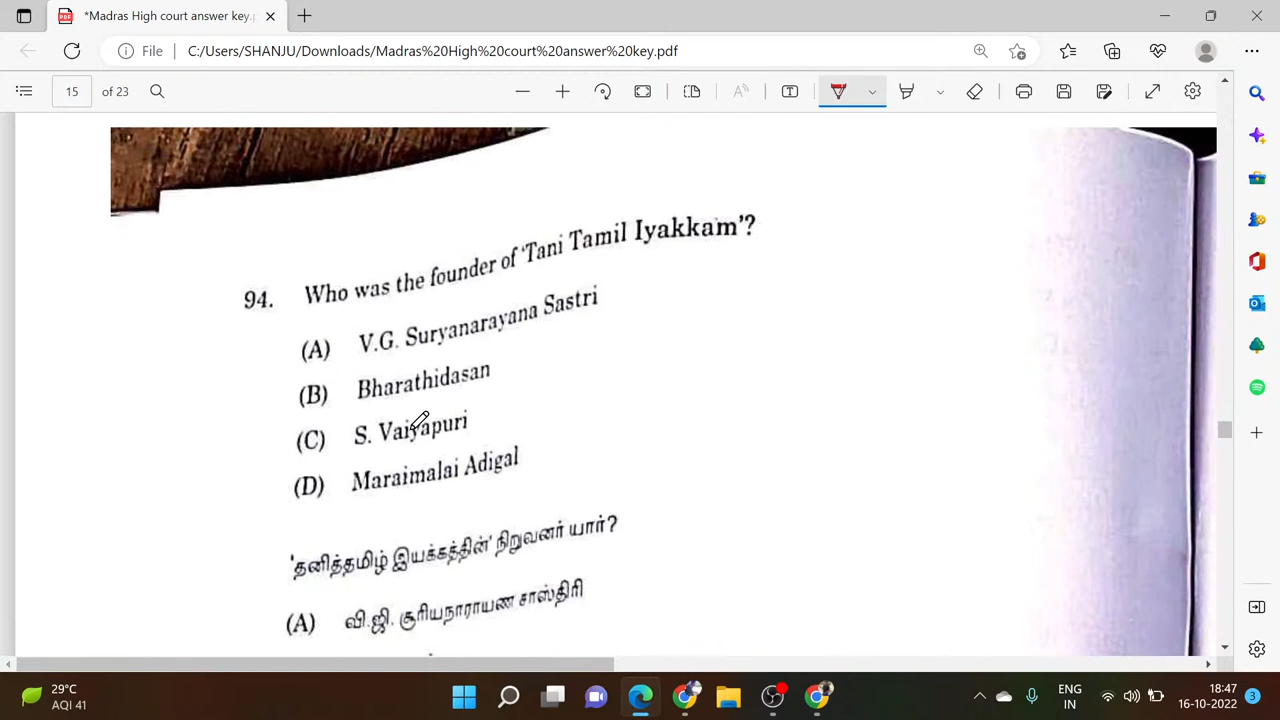 *Madras High court answer key.p
File
C:/Users/SHANJU/Downloads/Madras%20High%20court%20answer%20key.pdf
15
of 23
94. Who was the founder of 'Tani Tamil Iyakkam'?
(A) V.G. Suryanarayana Sastri
(B) Bharathidasan
(C) S. Vaiyapuri
(D) Maraimalai Adigal
'தனித்தமிழ் இயக்கத்தின்' நிறுவனர் யார்?
(A) வி.ஜி. சூரியநாராயண சாஸ்திரி
29°C
AQI 41
ENG
IN
18:47
16-10-2022
3